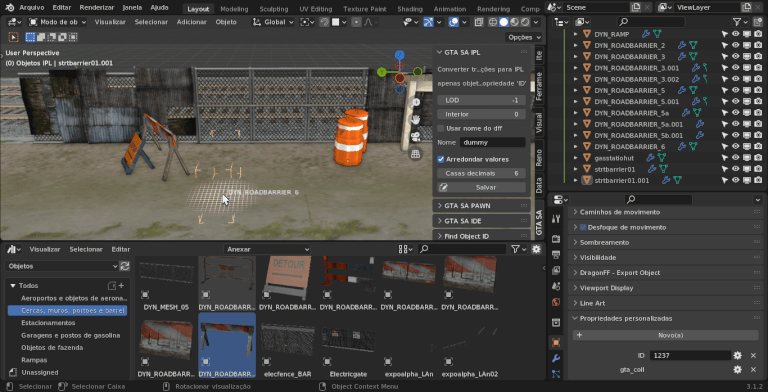 Arquivo Editar Renderizar Janela Ajuda Layout Modeling Sculpting UV Editing Texture Paint Shading Scene ViewLayer
Modo de ob Visualizar Selecionar Adicionar Objeto Global
Opções
User Perspective
(0) Objetos IPL | strtbarrier01.001
GTA SA IPL
Converter tr...ções para IPL
apenas objet...opriedade 'ID'
LOD -1
Interior 0
Usar nome do dff
Nome dummy
Arredondar valores
Casas decimais 6
Salvar
GTA SA PAWN
GTA SA IDE
Find Object ID
Ite
Ferrame
Visual
Reno
Data
GTA SA
DYN_ROADBARRIER_6
DYN_RAMP
DYN_ROADBARRIER_2
DYN_ROADBARRIER_3
DYN_ROADBARRIER_3.001
DYN_ROADBARRIER_3.002
DYN_ROADBARRIER_5
DYN_ROADBARRIER_5.001
DYN_ROADBARRIER_5a
DYN_ROADBARRIER_5a.001
DYN_ROADBARRIER_5b.001
DYN_ROADBARRIER_6
gasstatiohut
strtbarrier01
strtbarrier01.001
Caminhos de movimento
Desfoque de movimento
Sombreamento
Visibilidade
DragonFF - Export Object
Viewport Display
Line Art
Propriedades personalizadas
Novo(a)
ID 1237
gta_coll
Visualizar Selecionar Editar Anexar
Objetos
Todos
Aeroportos e objetos de aerona...
Cercas, muros, portões e barrei
Estacionamentos
Garagens e postos de gasolina
Objetos de fazenda
Rampas
Unassigned
DETOUR
DYN_MESH_05 DYN_ROADBARR... DYN_ROADBARR... DYN_ROADBARR... DYN_ROADBARR... DYN_ROADBARR...
DYN_ROADBARR... DYN_ROADBARR... elecfence_BAR Electricgate expoalpha_LAn expoalpha_LAn02
Selecionar Selecionar Caixa Rotacionar visualização Object Context Menu 3.1.2